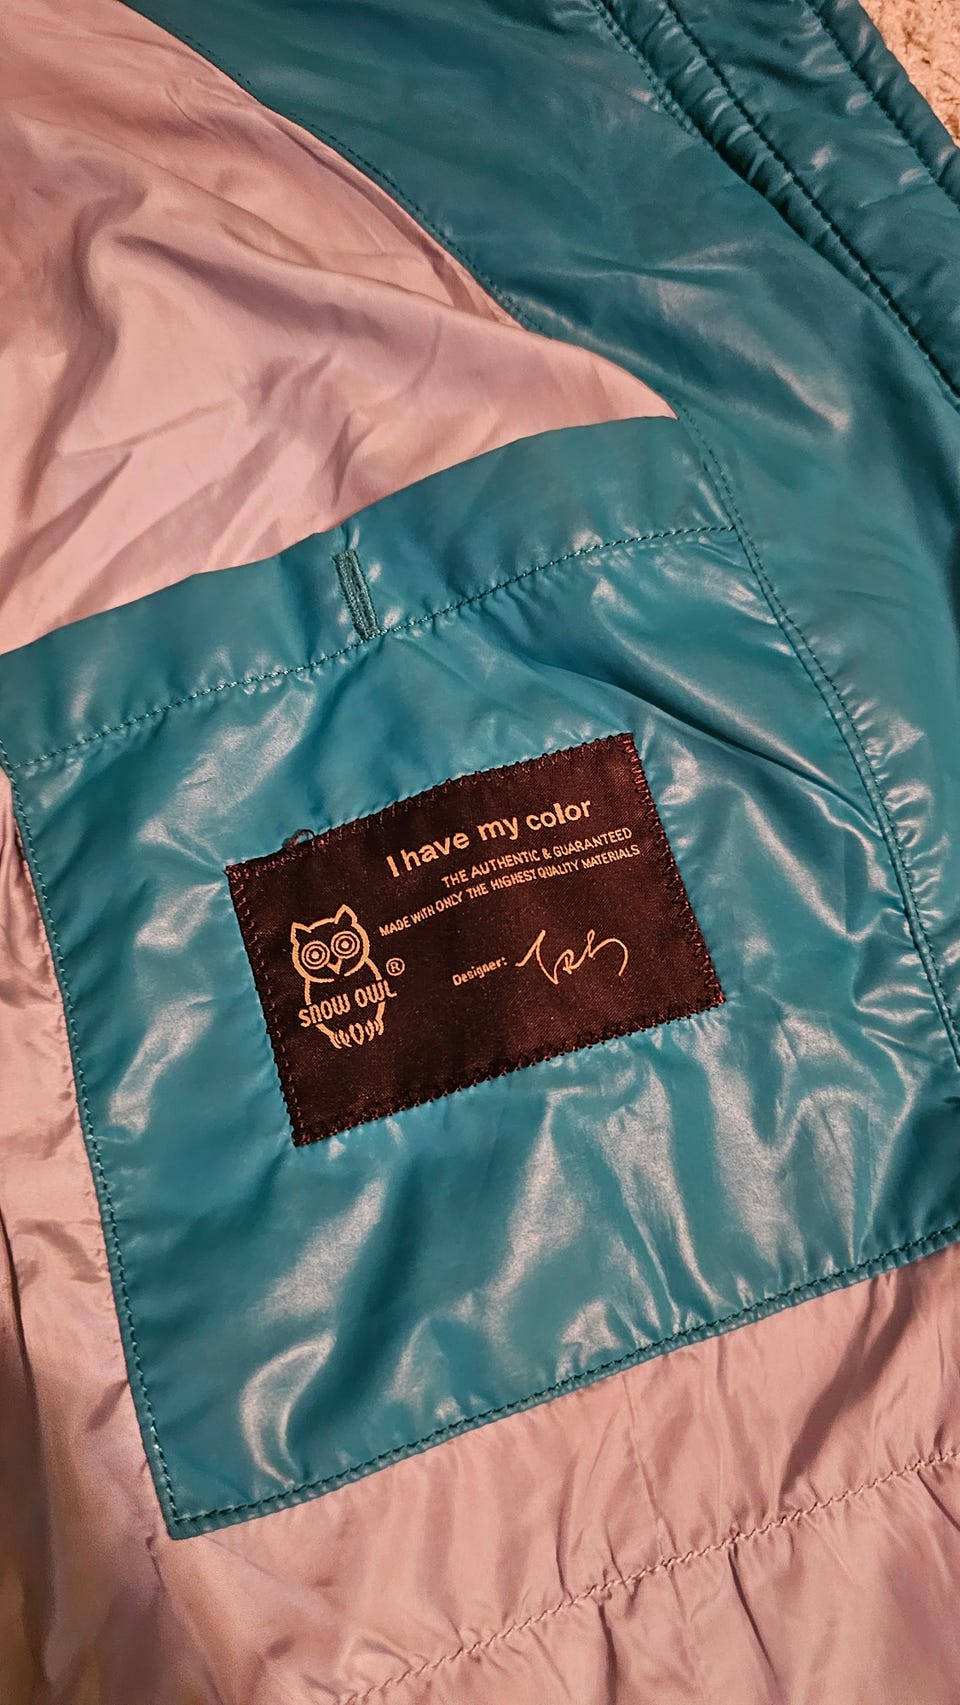 I have my color
THE AUTHENTIC & GUARANTEED
MADE WITH ONLY THE HIGHEST QUALITY MATERIALS
Designer:
snow owl ®